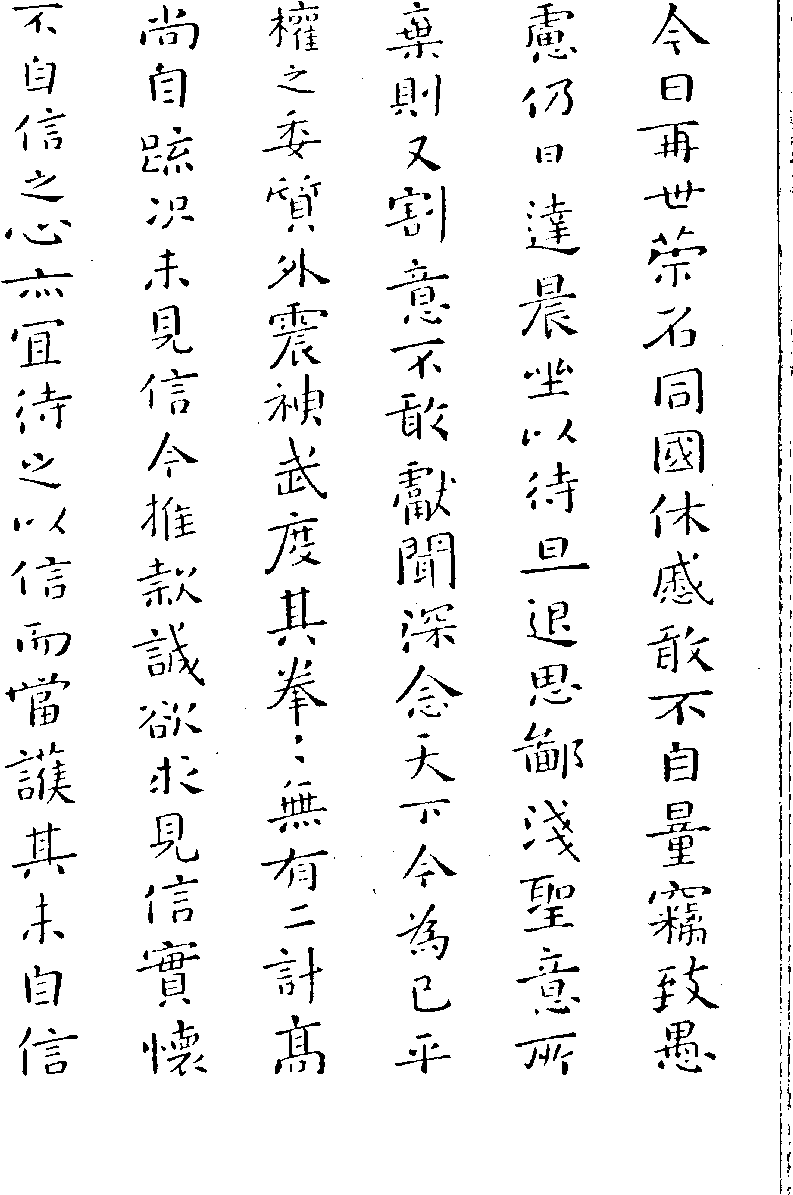 今日再世荣名同國休慼敢不自量竊致愚
慮仍日達晨坐以待旦退思鄙淺聖意所
棄則又割意不敢獻聞深念天下今為已平
權之委質外震神武度其拳〻無有二計高
尚自疏况未見信今推款誠欲求見信實懷
不自信之心亦宜待之以信而當護其未自信